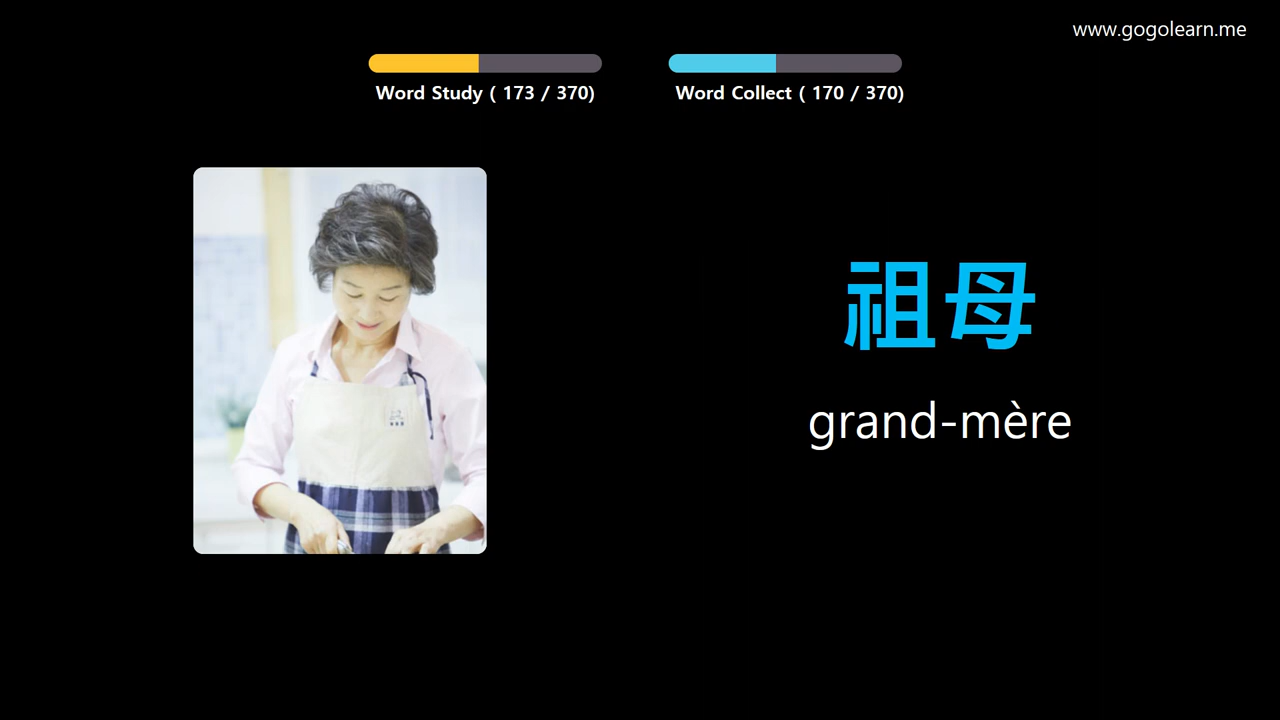 www.gogolearn.me
Word Study ( 173 / 370)
Word Collect ( 170 / 370)
祖母
grand-mère